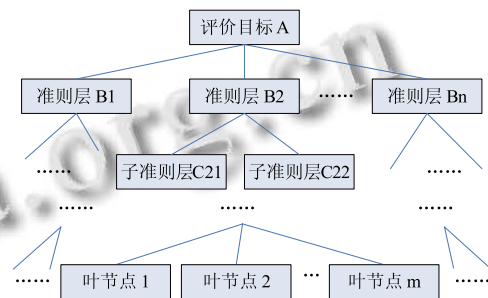 评价目标 A
准则层 B1 准则层 B2 …… 准则层 Bn
…… 子准则层C21 子准则层C22 ……
…… …… ……
…… 叶节点 1 叶节点 2 … 叶节点 m ……
.org.cn